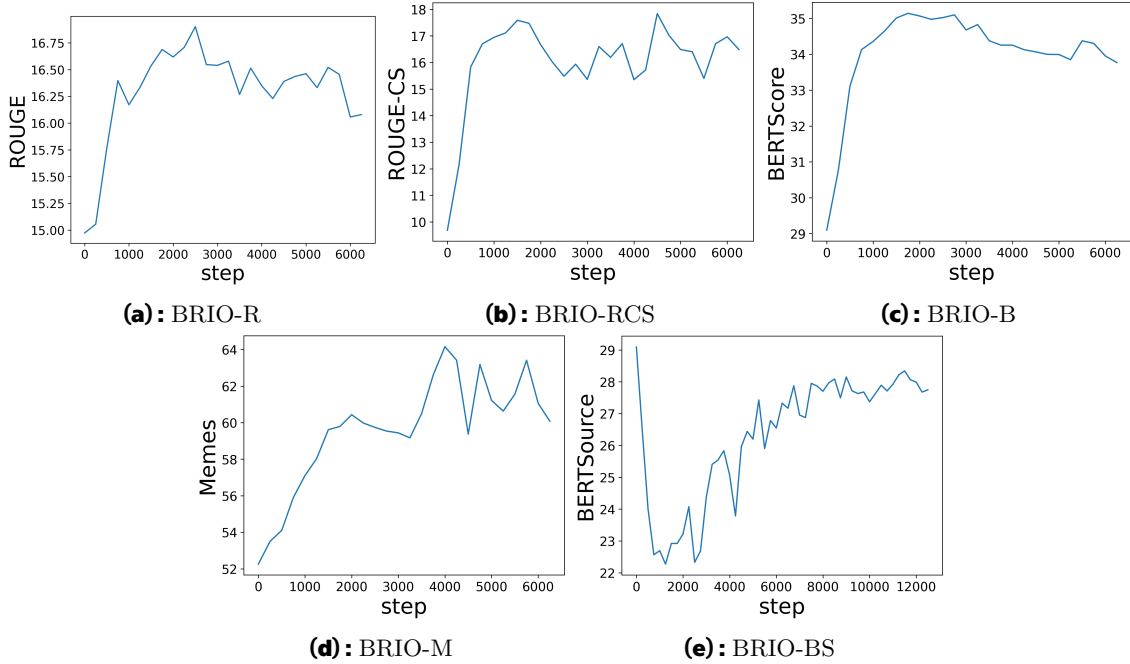 ROUGE
16.75
16.50
16.25
16.00
15.75
15.50
15.25
15.00
0 1000 2000 3000 4000 5000 6000
step
(a): BRIO-R
ROUGE-CS
18
17
16
15
14
13
12
11
10
0 1000 2000 3000 4000 5000 6000
step
(b): BRIO-RCS
BERTScore
35
34
33
32
31
30
29
0 1000 2000 3000 4000 5000 6000
step
(c): BRIO-B
Memes
64
62
60
58
56
54
52
0 1000 2000 3000 4000 5000 6000
step
(d): BRIO-M
BERTSource
29
28
27
26
25
24
23
22
0 2000 4000 6000 8000 10000 12000
step
(e): BRIO-BS